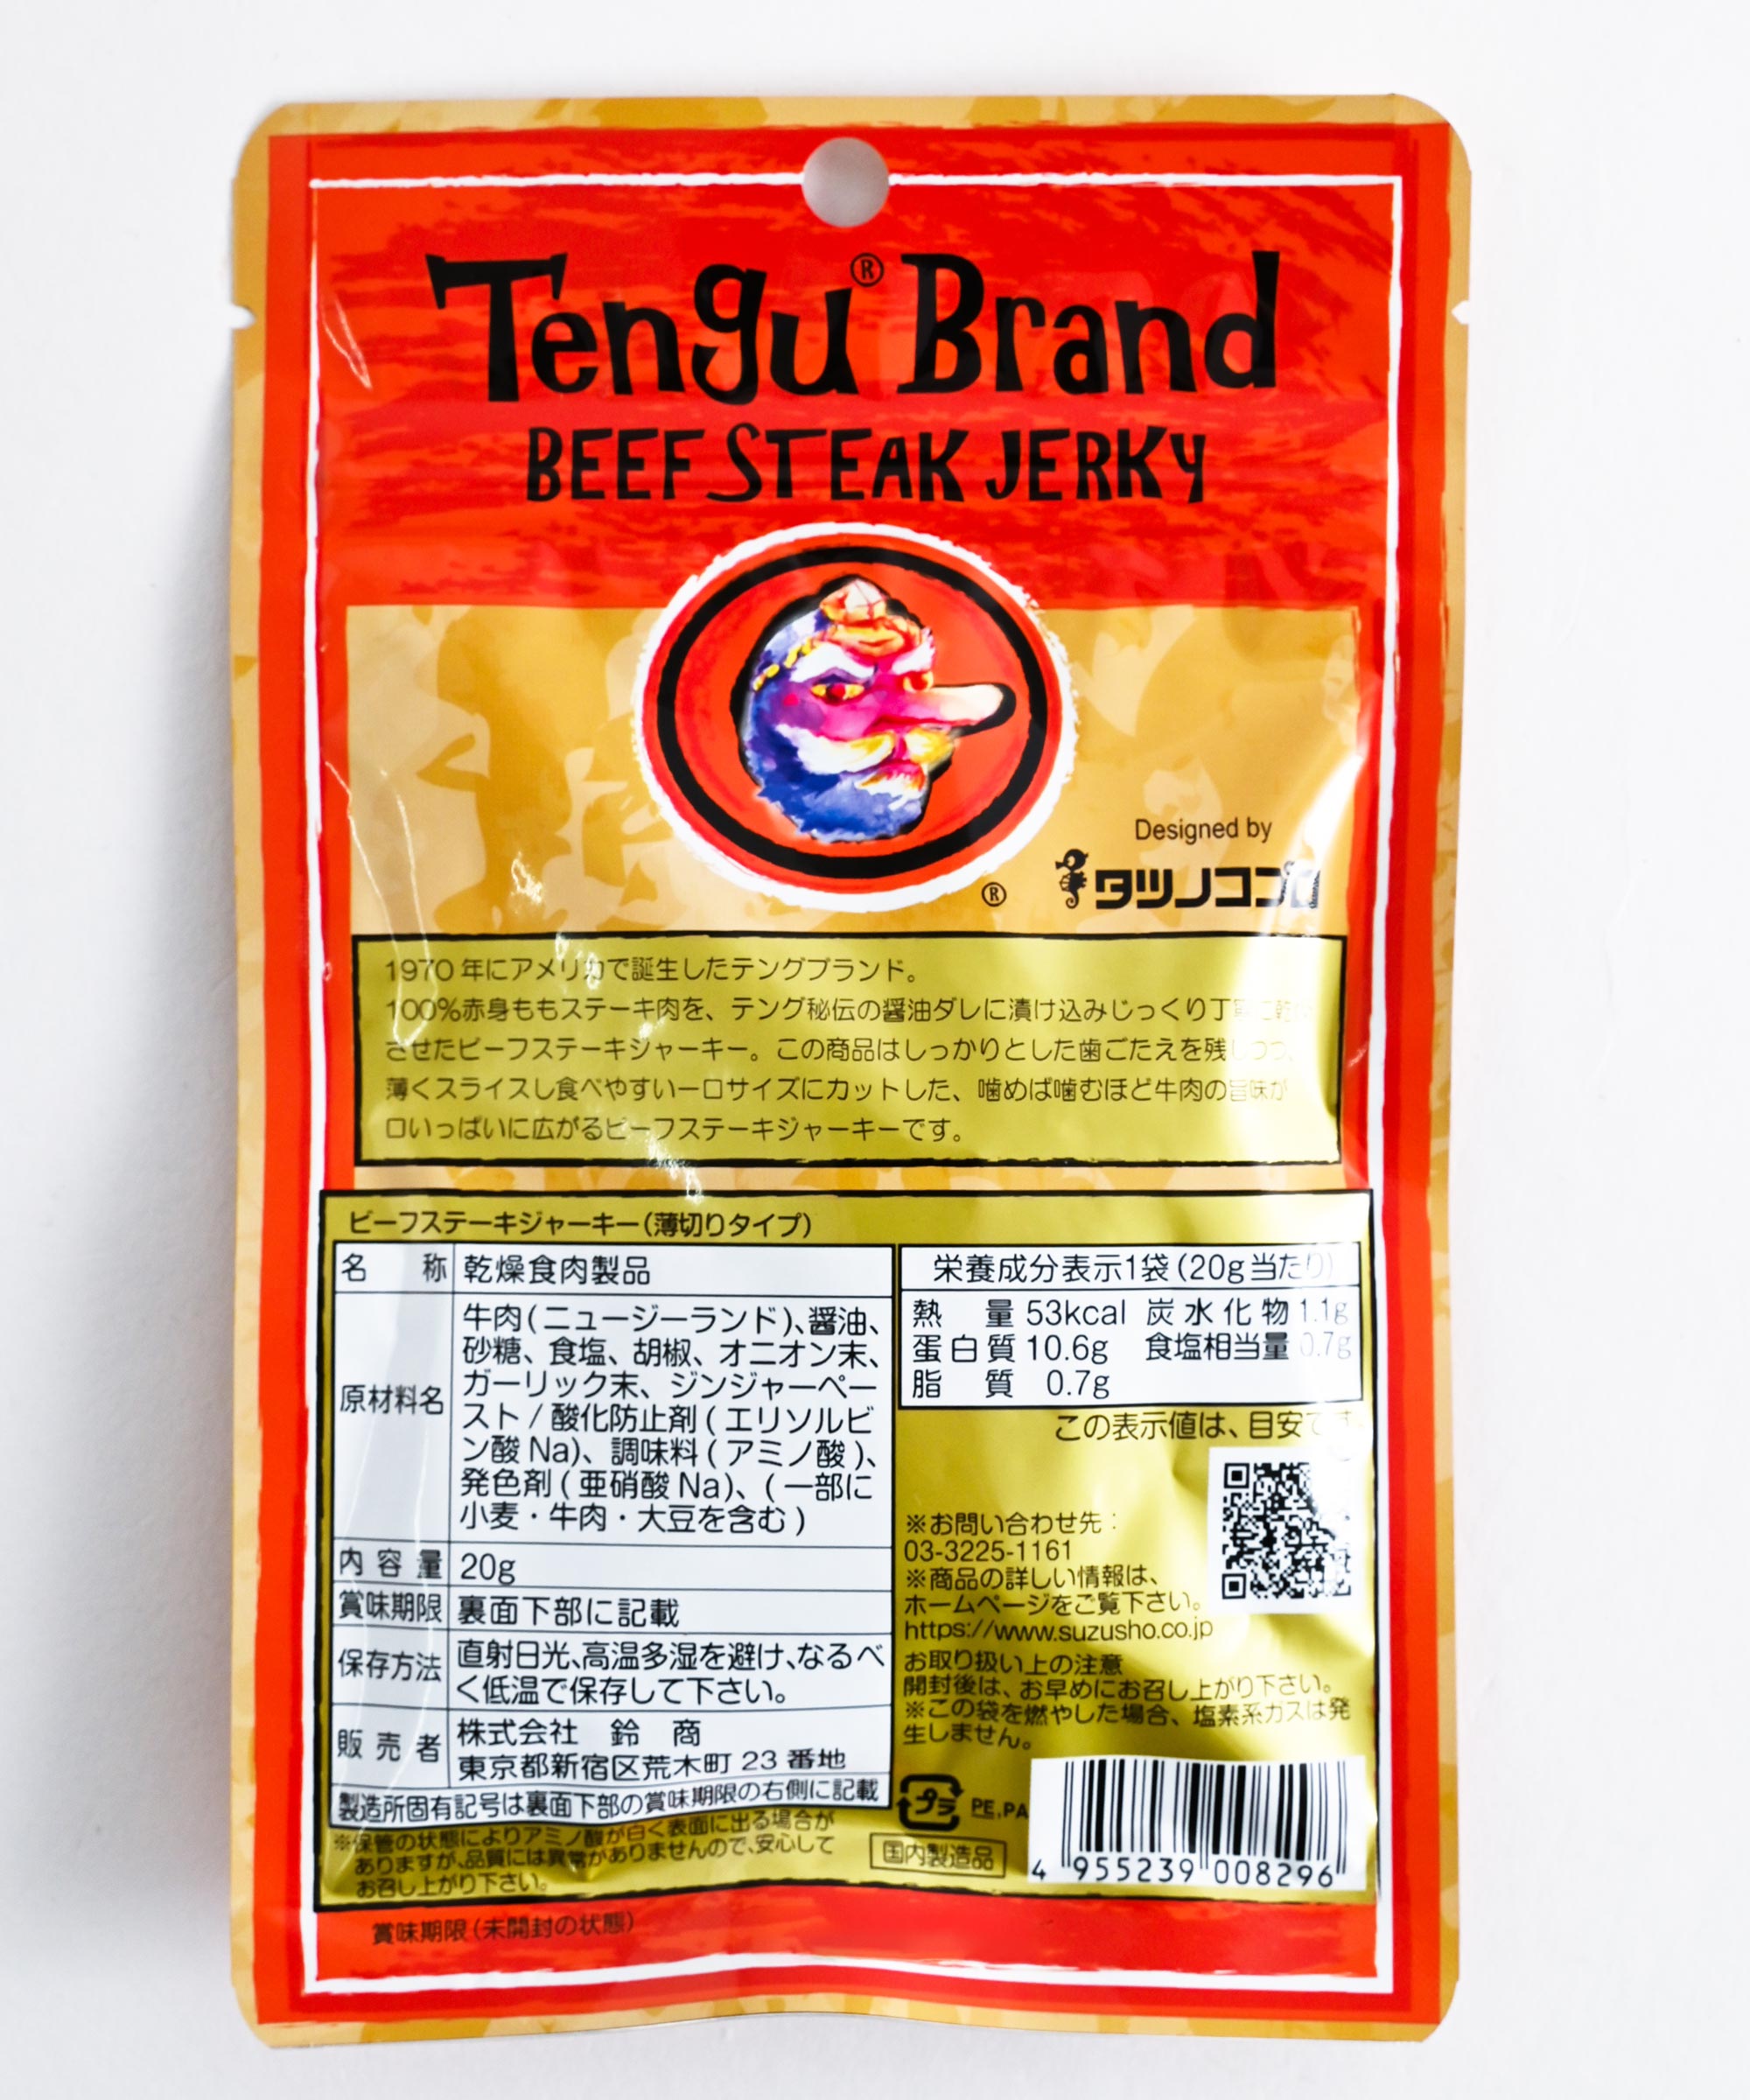 Tengu® Brand
BEEF STEAK JERKY
Designed by
®
タツノコプロ
1970年にアメリカで誕生したテングブランド。
100%赤身ももステーキ肉を、テング秘伝の醤油ダレに漬け込みじっくり丁寧に乾燥
させたビーフステーキジャーキー。この商品はしっかりとした歯ごたえを残しつつ、
薄くスライスし食べやすい一口サイズにカットした、噛めば噛むほど牛肉の旨味が
口いっぱいに広がるビーフステーキジャーキーです。
ビーフステーキジャーキー(薄切りタイプ)
名 称 乾燥食肉製品
原材料名
牛肉(ニュージーランド)、醤油、
砂糖、食塩、胡椒、オニオン末、
ガーリック末、ジンジャーペー
スト/酸化防止剤(エリソルビ
ン酸Na)、調味料(アミノ酸)、
発色剤(亜硝酸Na)、(一部に
小麦・牛肉・大豆を含む)
内容量 20g
賞味期限 裏面下部に記載
保存方法
直射日光、高温多湿を避け、なるべ
く低温で保存して下さい。
販売者
株式会社 鈴 商
東京都新宿区荒木町23番地
製造所固有記号は裏面下部の賞味期限の右側に記載
※保管の状態によりアミノ酸が白く表面に出る場合が
ありますが、品質には異常がありませんので、安心して
お召し上がり下さい。
栄養成分表示1袋(20g当たり)
熱 量 53kcal 炭水化物 1.1g
蛋白質 10.6g 食塩相当量 0.7g
脂 質 0.7g
この表示値は、目安です。
※お問い合わせ先:
03-3225-1161
※商品の詳しい情報は、
ホームページをご覧下さい。
https://www.suzusho.co.jp
お取り扱い上の注意
開封後は、お早めにお召し上がり下さい。
※この袋を燃やした場合、塩素系ガスは発
生しません。
プラ PE,PA
国内製造品
4 955239 008296
賞味期限(未開封の状態)